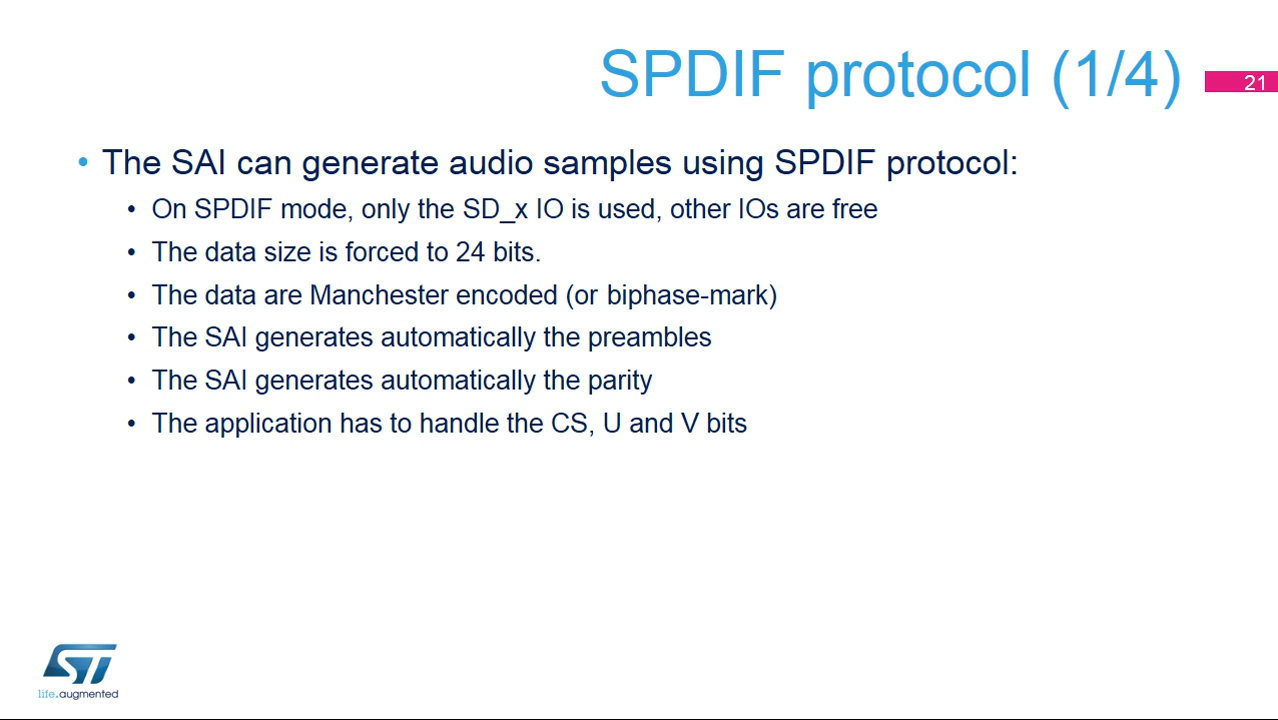 SPDIF protocol (1/4)
21
• The SAI can generate audio samples using SPDIF protocol:
• On SPDIF mode, only the SD_x IO is used, other IOs are free
• The data size is forced to 24 bits.
• The data are Manchester encoded (or biphase-mark)
• The SAI generates automatically the preambles
• The SAI generates automatically the parity
• The application has to handle the CS, U and V bits
ST
life.augmented